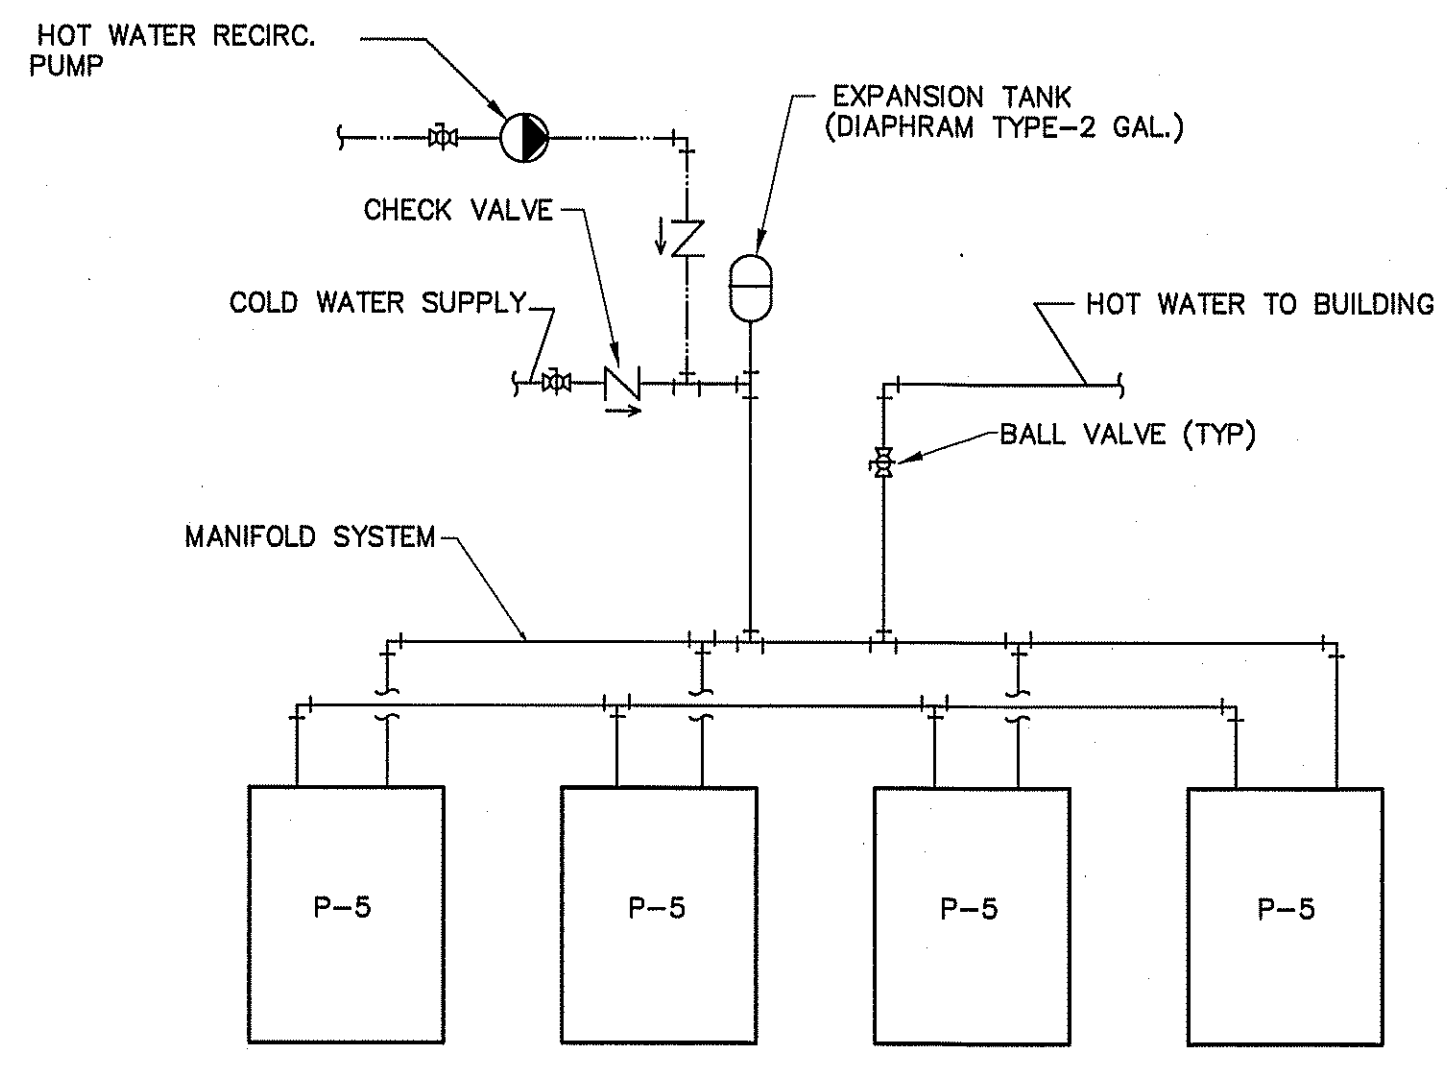 HOT WATER RECIRC.
PUMP
EXPANSION TANK
(DIAPHRAM TYPE-2 GAL.)
CHECK VALVE
COLD WATER SUPPLY
HOT WATER TO BUILDING
BALL VALVE (TYP)
MANIFOLD SYSTEM
P-5
P-5
P-5
P-5